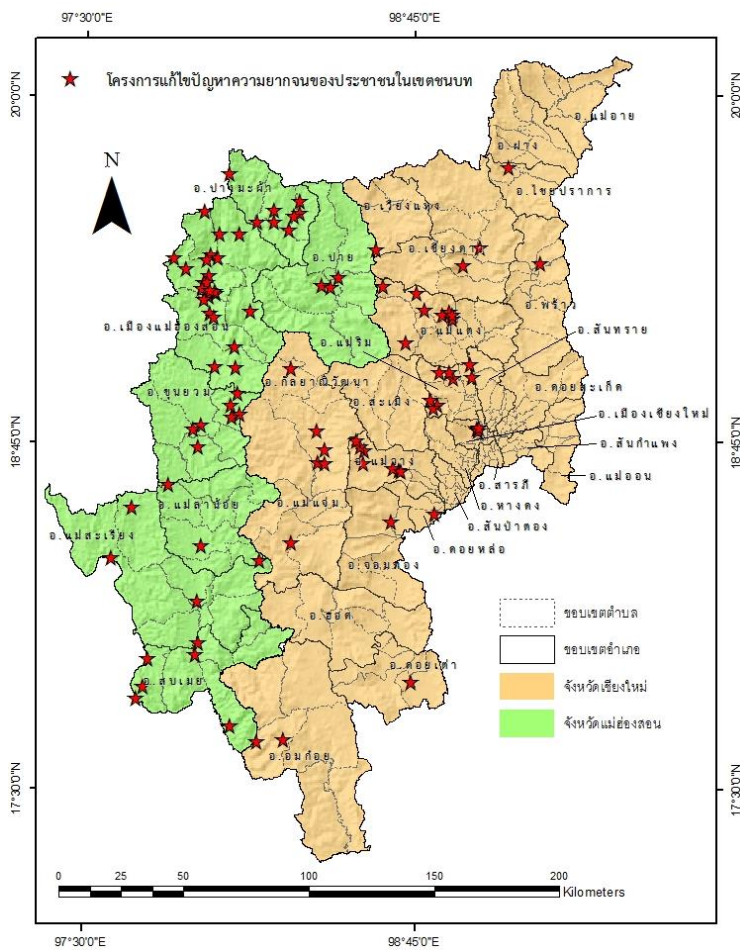 97°30'0"E 98°45'0"E
20°0'0"N 20°0'0"N
โครงการแก้ไขปัญหาความยากจนของประชาชนในเขตชนบท
อ.แม่อาย
อ.ฝาง
N
อ.ปางมะผ้า
อ.ไชยปราการ
อ.เวียงแหง
อ.เชียงดาว
อ.ปาย
อ.พร้าว
อ.เมืองแม่ฮ่องสอน
อ.แม่แตง
อ.สันทราย
อ.แม่ริม
อ.กัลยาณิวัฒนา
อ.ดอยสะเก็ด
อ.ขุนยวม
อ.สะเมิง
อ.เมืองเชียงใหม่
18°45'0"N 18°45'0"N
อ.สันกำแพง
อ.แม่วาง
อ.แม่ออน
อ.สารภี
อ.หางดง
อ.แม่ลาน้อย
อ.แม่แจ่ม
อ.สันป่าตอง
อ.แม่สะเรียง
อ.ดอยหล่อ
อ.จอมทอง
อ.ฮอด
ขอบเขตตำบล
ขอบเขตอำเภอ
อ.ดอยเต่า
อ.สบเมย
จังหวัดเชียงใหม่
จังหวัดแม่ฮ่องสอน
อ.อมก๋อย
17°30'0"N 17°30'0"N
0 25 50 100 150 200
Kilometers
97°30'0"E 98°45'0"E